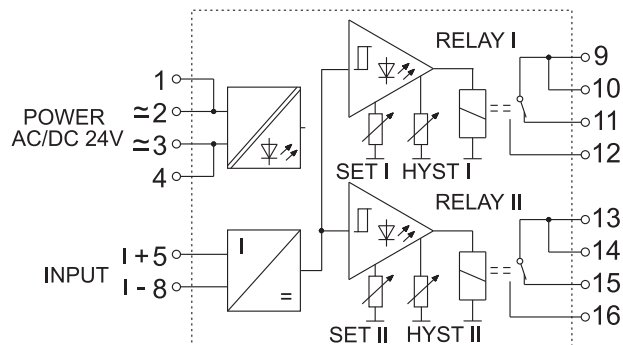 RELAY I
1
≃2
POWER
AC/DC 24V
≃3
4
9
10
11
12
SET I HYST I
RELAY II
INPUT
I+5
I-8
I
=
13
14
15
16
SET II HYST II